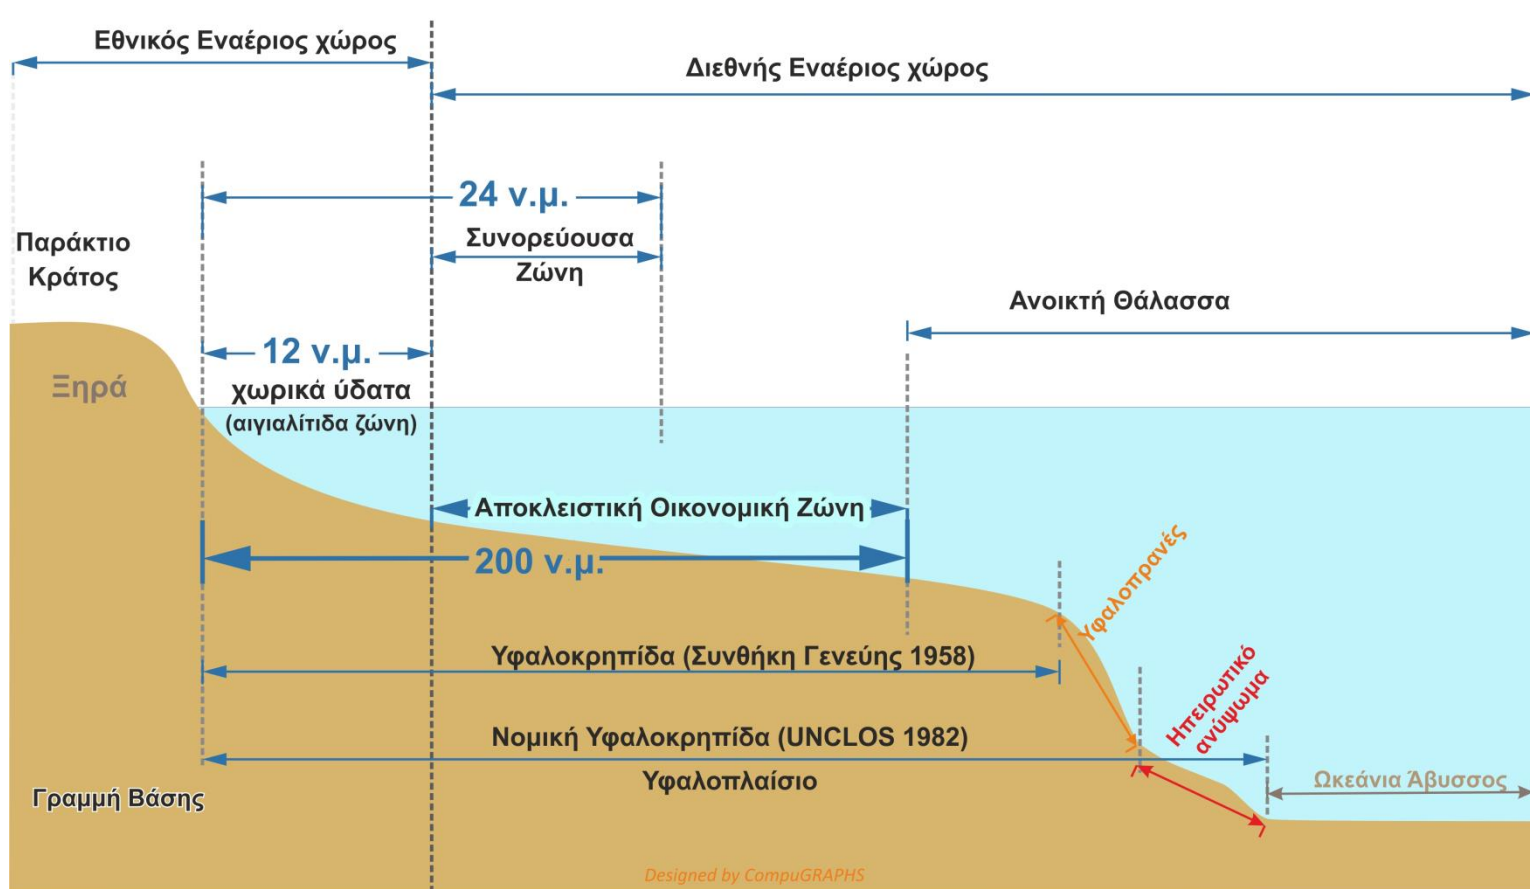 Εθνικός Εναέριος χώρος
Διεθνής Εναέριος χώρος
24 ν.μ.
Συνορεύουσα
Ζώνη
Παράκτιο
Κράτος
Ανοικτή Θάλασσα
12 ν.μ.
Ξηρά
χωρικά ύδατα
(αιγιαλίτιδα ζώνη)
Αποκλειστική Οικονομική Ζώνη
200 ν.μ.
Υφαλοπρανές
Υφαλοκρηπίδα (Συνθήκη Γενεύης 1958)
Ηπειρωτικό
ανύψωμα
Νομική Υφαλοκρηπίδα (UNCLOS 1982)
Υφαλοπλαίσιο
Ωκεάνια Άβυσσος
Γραμμή Βάσης
Designed by CompuGRAPHS